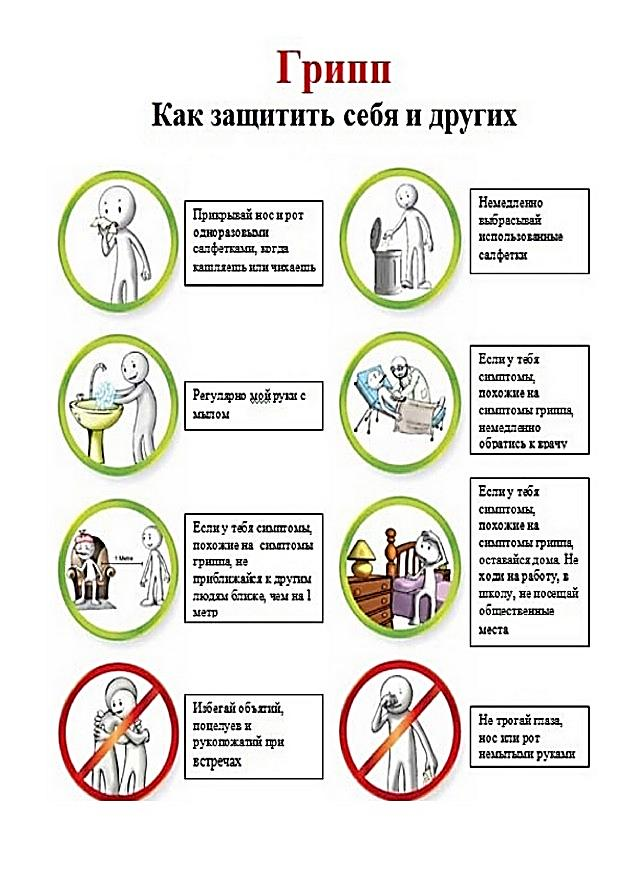 Грипп
Как защитить себя и других
Прикрывай нос и рот
одноразовыми
салфетками, когда
кашляешь или чихаешь
Немедленно
выбрасывай
использованные
салфетки
Регулярно мой руки с
мылом
Если у тебя
симптомы,
похожие на
симптомы гриппа,
немедленно
обратись к врачу
Если у тебя симптомы,
похожие на симптомы
гриппа, не
приближайся к другим
людям ближе, чем на 1
метр
1 Metro
Если у тебя
симптомы,
похожие на
симптомы гриппа,
оставайся дома. Не
ходи на работу, в
школу, не посещай
общественные
места
Избегай объятий,
поцелуев и
рукопожатий при
встречах
Не трогай глаза,
нос или рот
немытыми руками